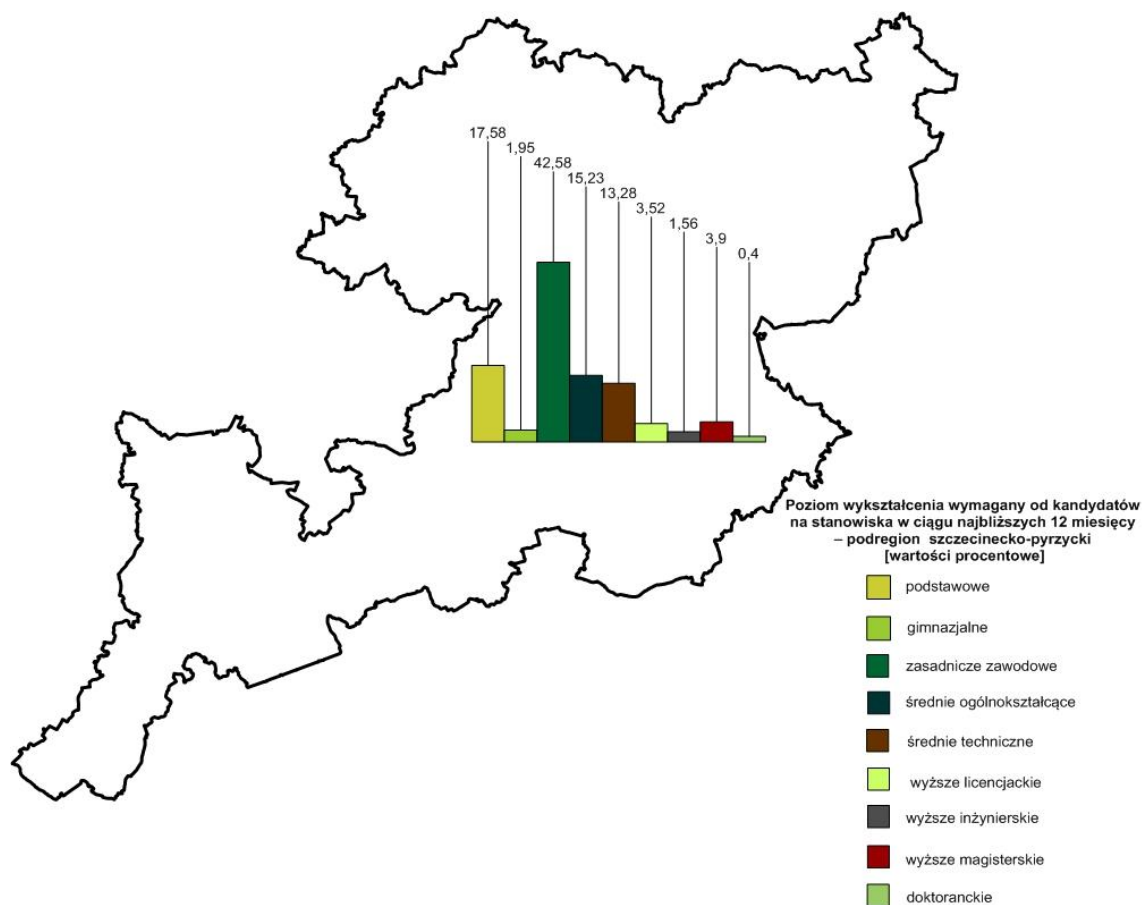 17,58
1,95
42,58
15,23
13,28
3,52
1,56
3,9
0,4
Poziom wykształcenia wymagany od kandydatów
na stanowiska w ciągu najbliższych 12 miesięcy
– podregion szczecinecko-pyrzycki
[wartości procentowe]
podstawowe
gimnazjalne
zasadnicze zawodowe
średnie ogólnokształcące
średnie techniczne
wyższe licencjackie
wyższe inżynierskie
wyższe magisterskie
doktoranckie